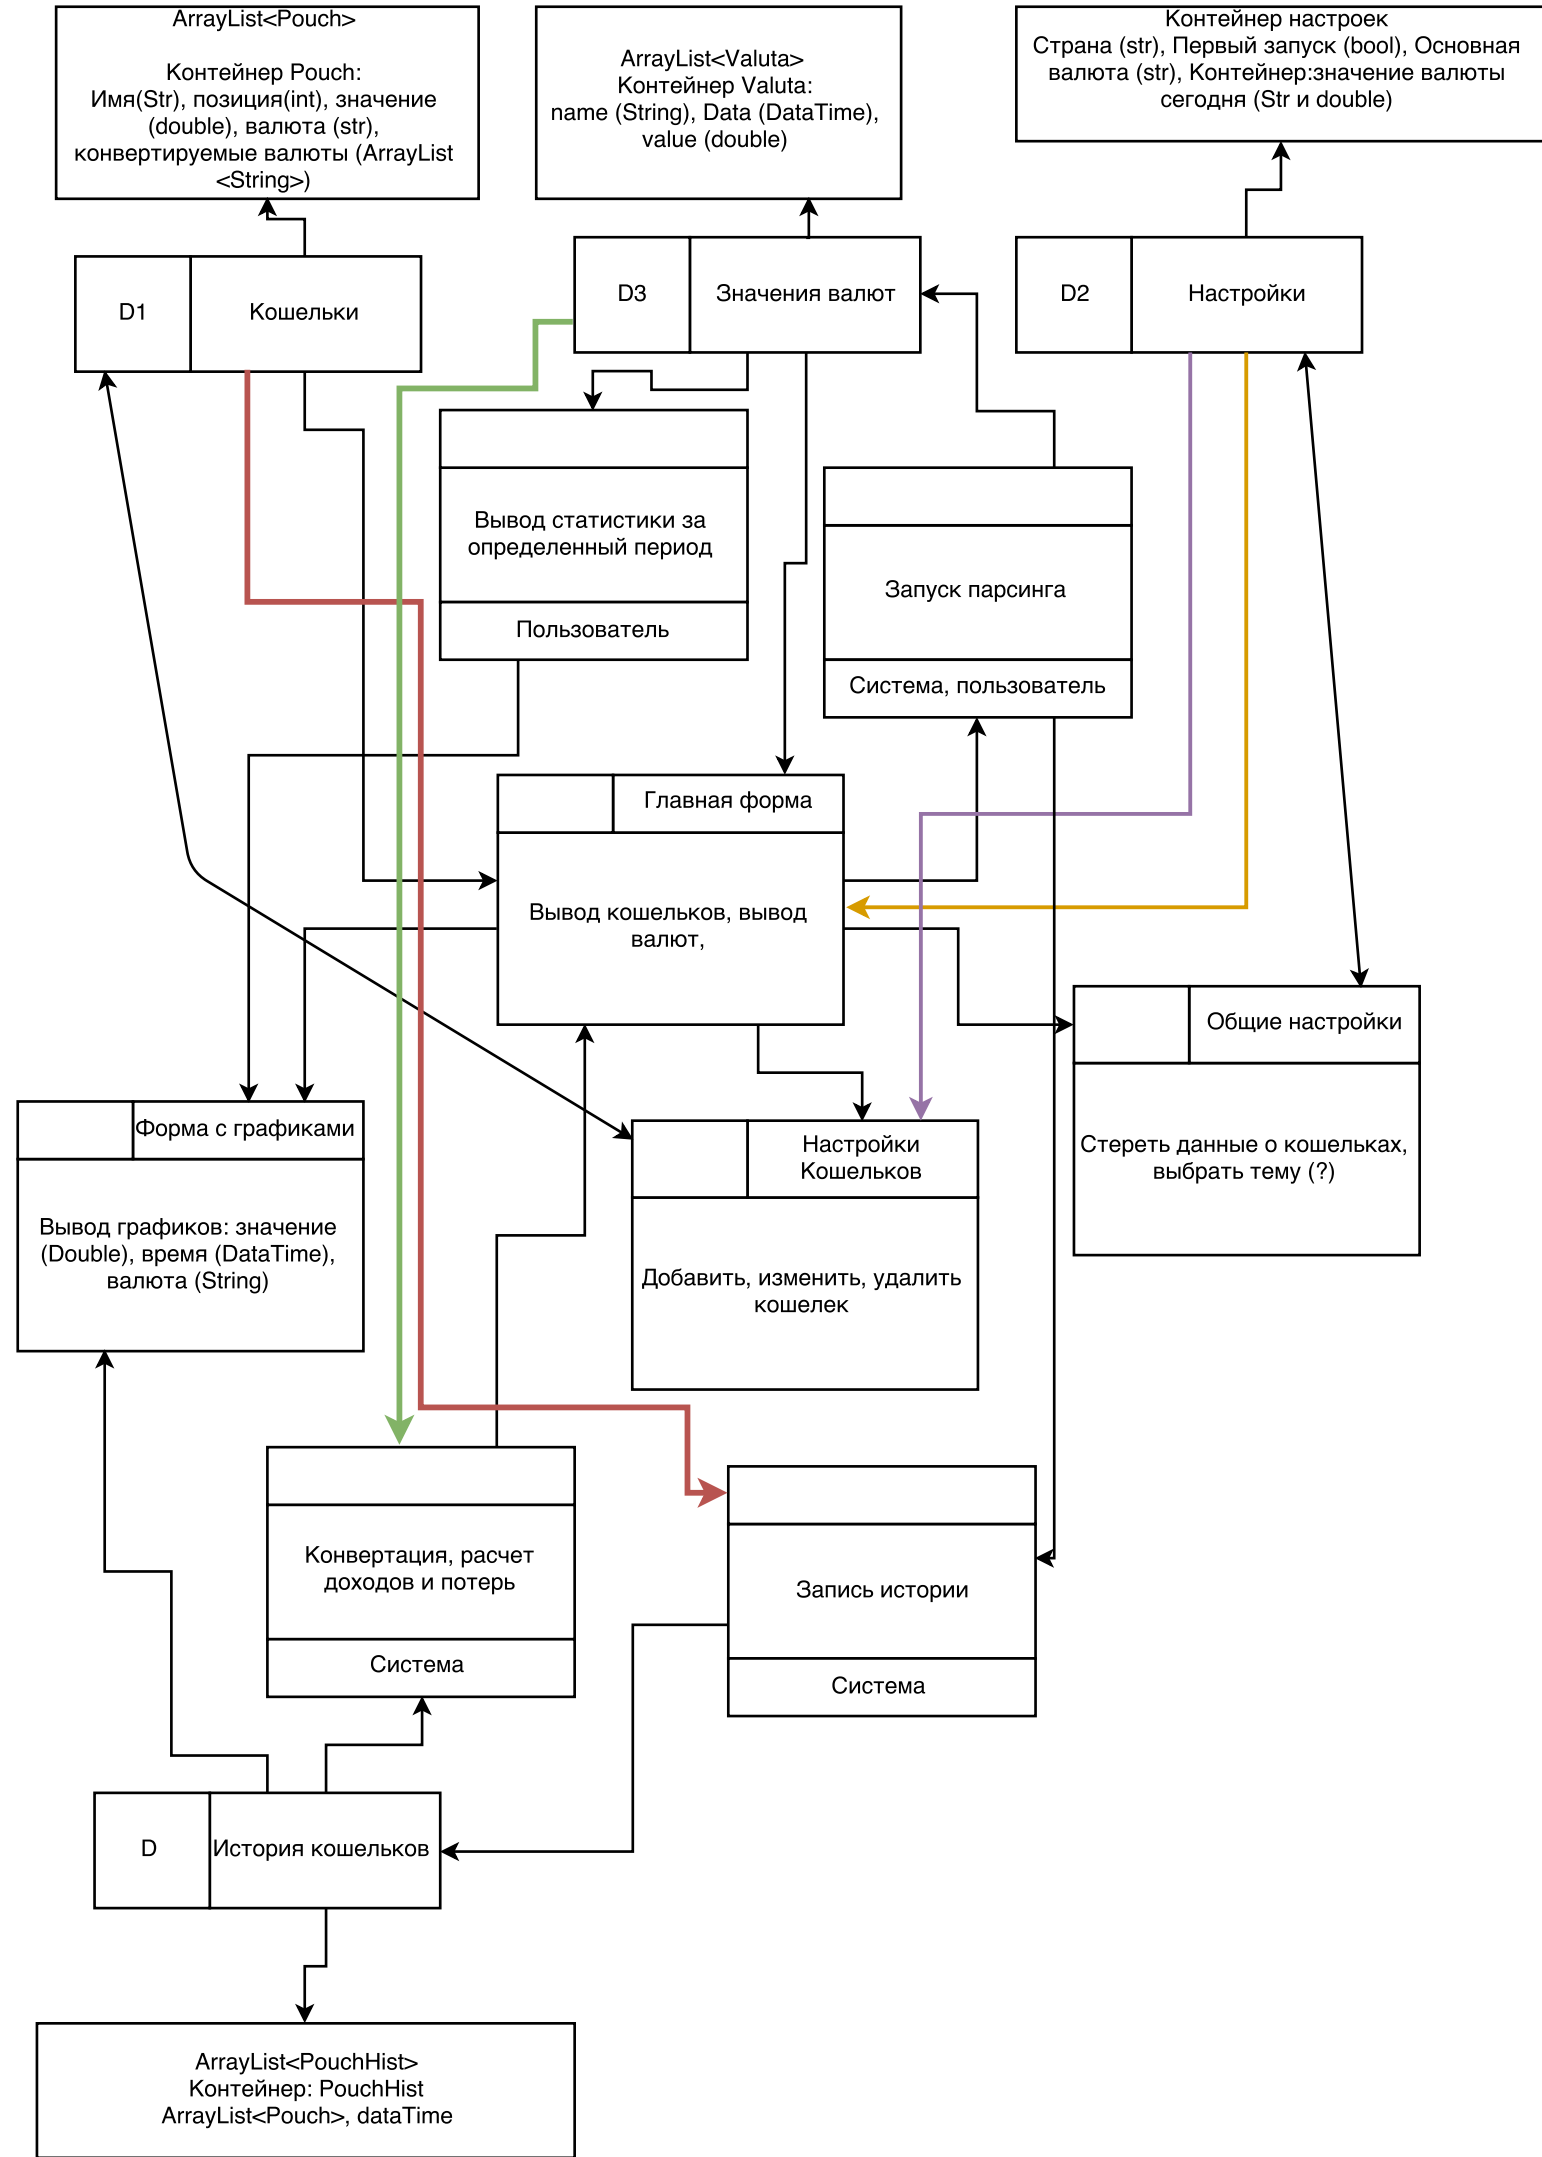 ArrayList<Pouch>
Контейнер Pouch:
Имя(Str), позиция(int), значение
(double), валюта (str),
конвертируемые валюты (ArrayList
<String>)
ArrayList<Valuta>
Контейнер Valuta:
name (String), Data (DataTime),
value (double)
Контейнер настроек
Страна (str), Первый запуск (bool), Основная
валюта (str), Контейнер:значение валюты
сегодня (Str и double)
D1
Кошельки
D3
Значения валют
D2
Настройки
Вывод статистики за
определенный период
Пользователь
Запуск парсинга
Система, пользователь
Главная форма
Вывод кошельков, вывод
валют,
Общие настройки
Стереть данные о кошельках,
выбрать тему (?)
Форма с графиками
Вывод графиков: значение
(Double), время (DataTime),
валюта (String)
Настройки
Кошельков
Добавить, изменить, удалить
кошелек
Конвертация, расчет
доходов и потерь
Система
Запись истории
Система
D
История кошельков
ArrayList<PouchHist>
Контейнер: PouchHist
ArrayList<Pouch>, dataTime